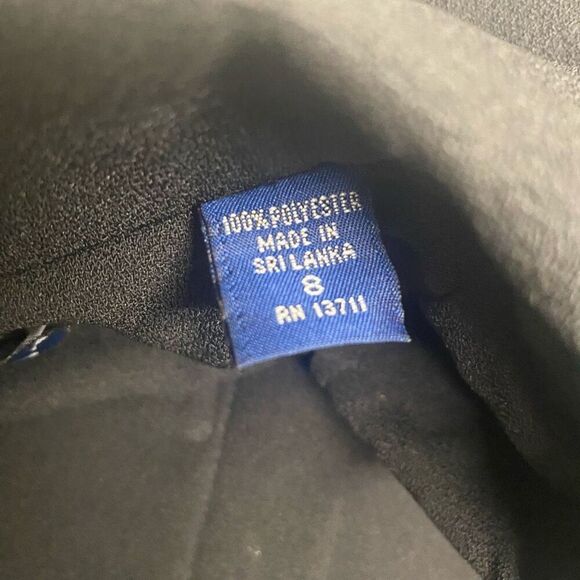 100% POLYESTER
MADE IN
SRI LANKA
8
RN 13711